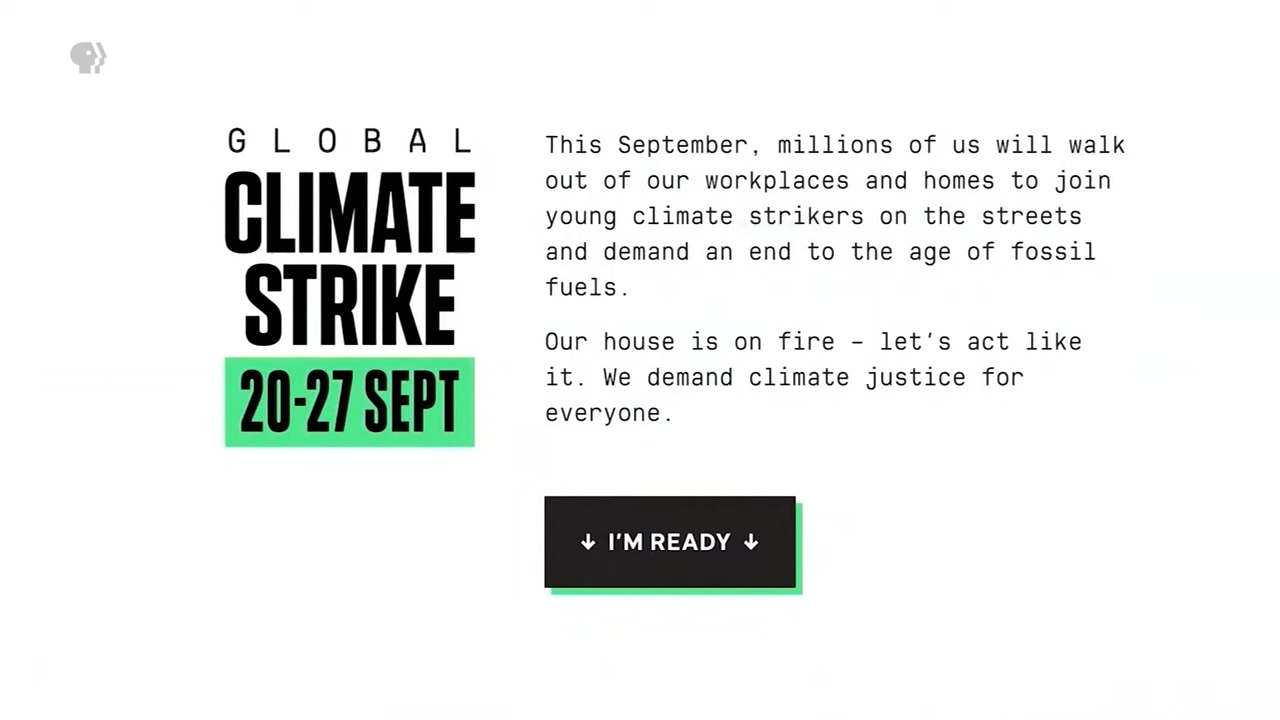 GLOBAL
CLIMATE
STRIKE
20-27 SEPT
This September, millions of us will walk
out of our workplaces and homes to join
young climate strikers on the streets
and demand an end to the age of fossil
fuels.
Our house is on fire – let's act like
it. We demand climate justice for
everyone.
↓ I'M READY ↓